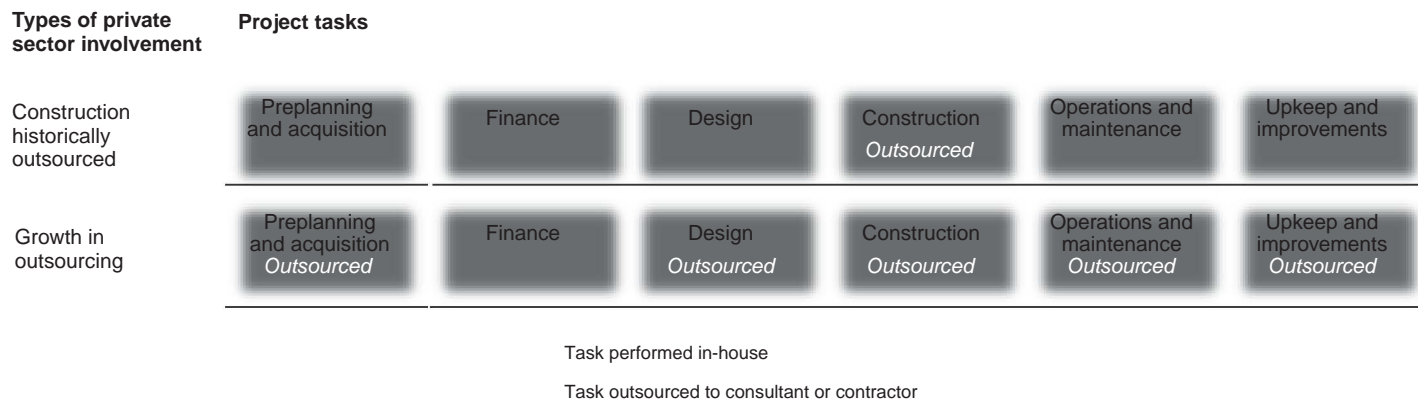 Types of private
sector involvement
Project tasks
Construction
historically
outsourced
Preplanning
and acquisition
Finance
Design
Construction
Outsourced
Operations and
maintenance
Upkeep and
improvements
Growth in
outsourcing
Preplanning
and acquisition
Outsourced
Finance
Design
Outsourced
Construction
Outsourced
Operations and
maintenance
Outsourced
Upkeep and
improvements
Outsourced
Task performed in-house
Task outsourced to consultant or contractor